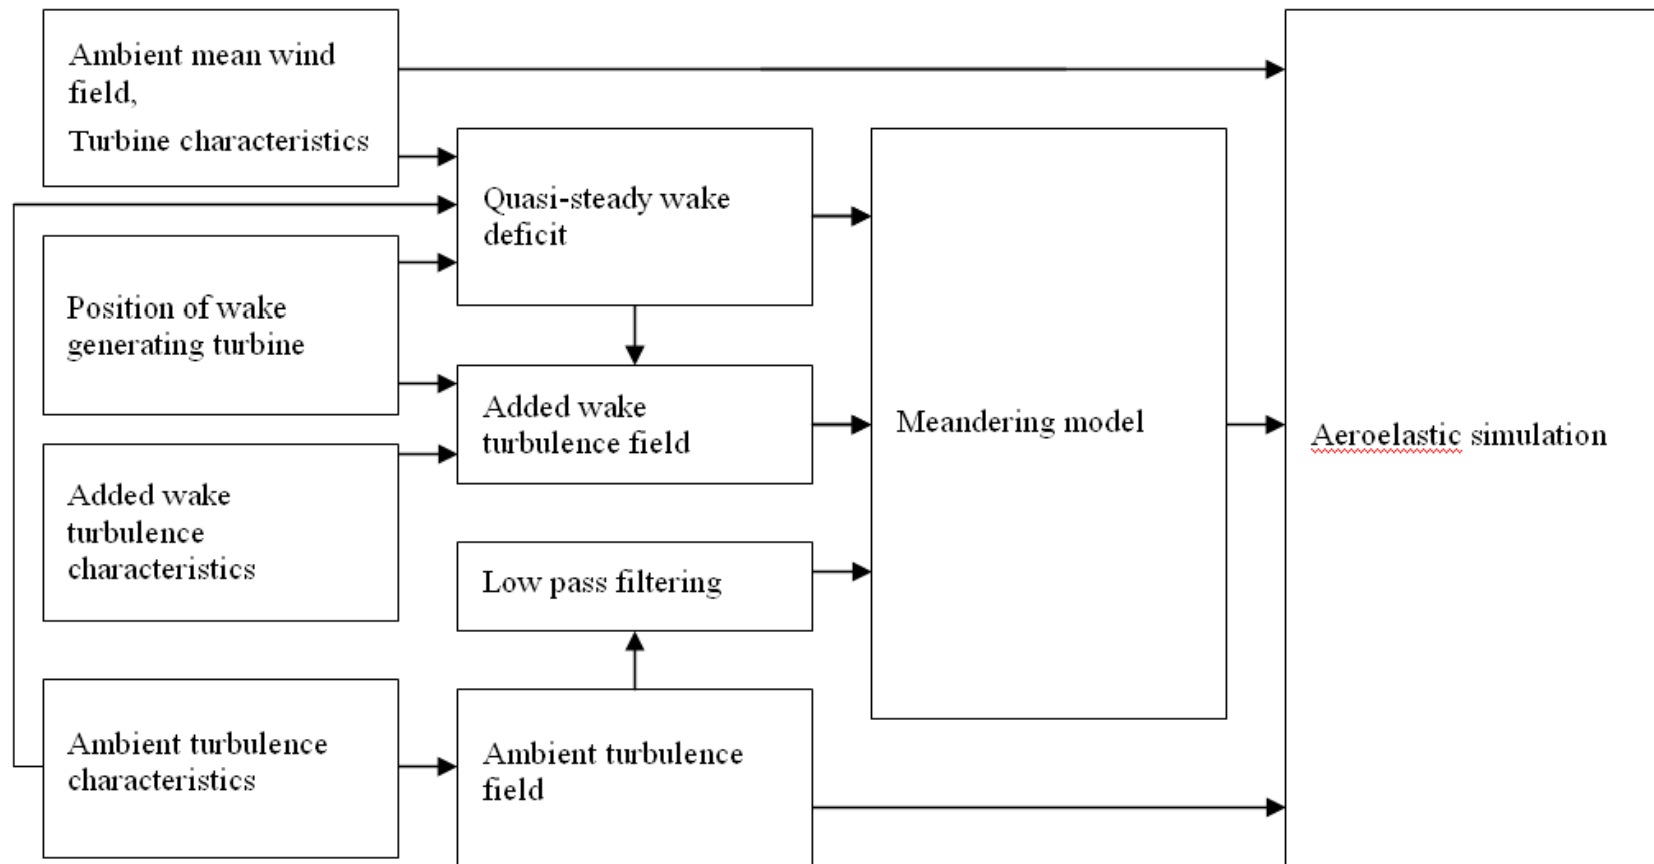 Ambient mean wind
field,
Turbine characteristics
Quasi-steady wake
deficit
Position of wake
generating turbine
Added wake
turbulence field
Meandering model
Aeroelastic simulation
Added wake
turbulence
characteristics
Low pass filtering
Ambient turbulence
characteristics
Ambient turbulence
field